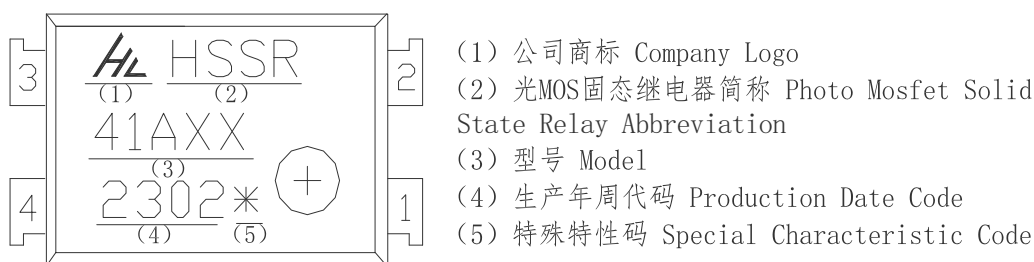 3
HL HSSR
2
(1) (2)
41AXX
(3)
4
2302*
1
(4) (5)
(1) 公司商标 Company Logo
(2) 光MOS固态继电器简称 Photo Mosfet Solid
State Relay Abbreviation
(3) 型号 Model
(4) 生产年周代码 Production Date Code
(5) 特殊特性码 Special Characteristic Code